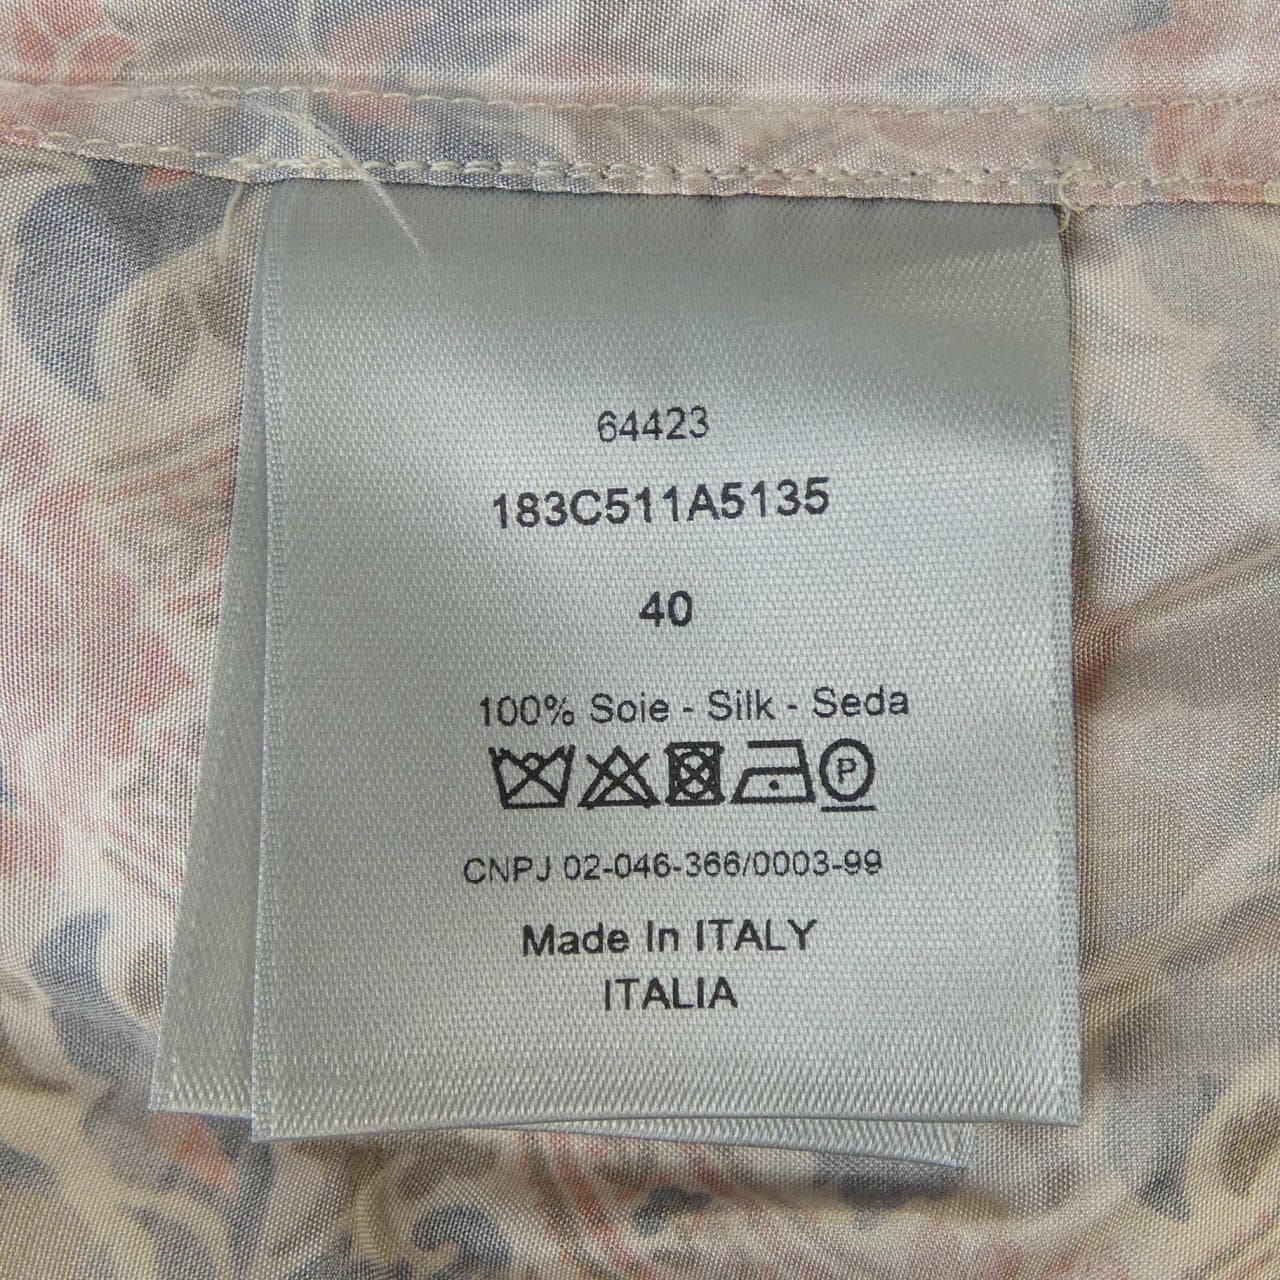 64423
183C511A5135
40
100% Soie - Silk - Seda
P
CNPJ 02-046-366/0003-99
Made In ITALY
ITALIA